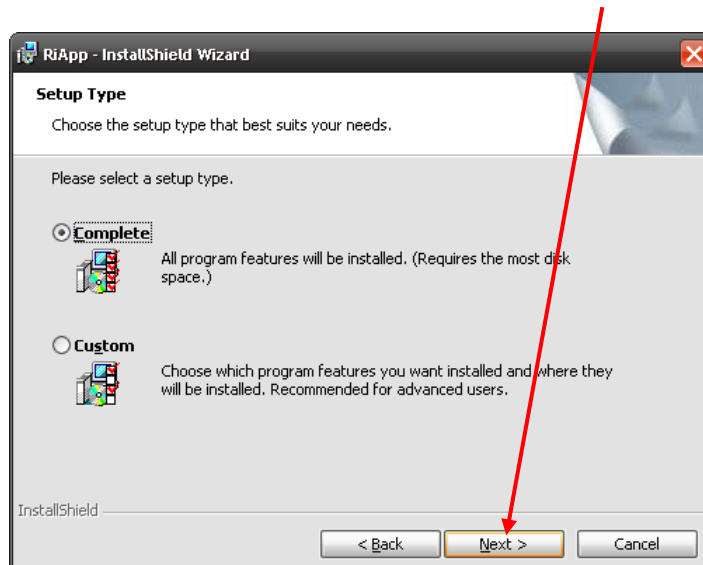 RiApp - InstallShield Wizard
Setup Type
Choose the setup type that best suits your needs.
Please select a setup type.
Complete
All program features will be installed. (Requires the most disk
space.)
Custom
Choose which program features you want installed and where they
will be installed. Recommended for advanced users.
InstallShield
< Back Next > Cancel